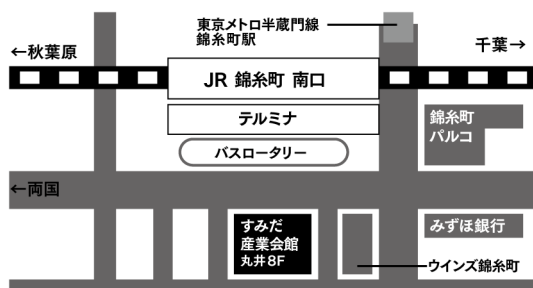 東京メトロ半蔵門線
錦糸町駅
←秋葉原
千葉→
JR 錦糸町 南口
テルミナ
錦糸町
パルコ
バスロータリー
←両国
すみだ
産業会館
丸井8F
みずほ銀行
ウインズ錦糸町